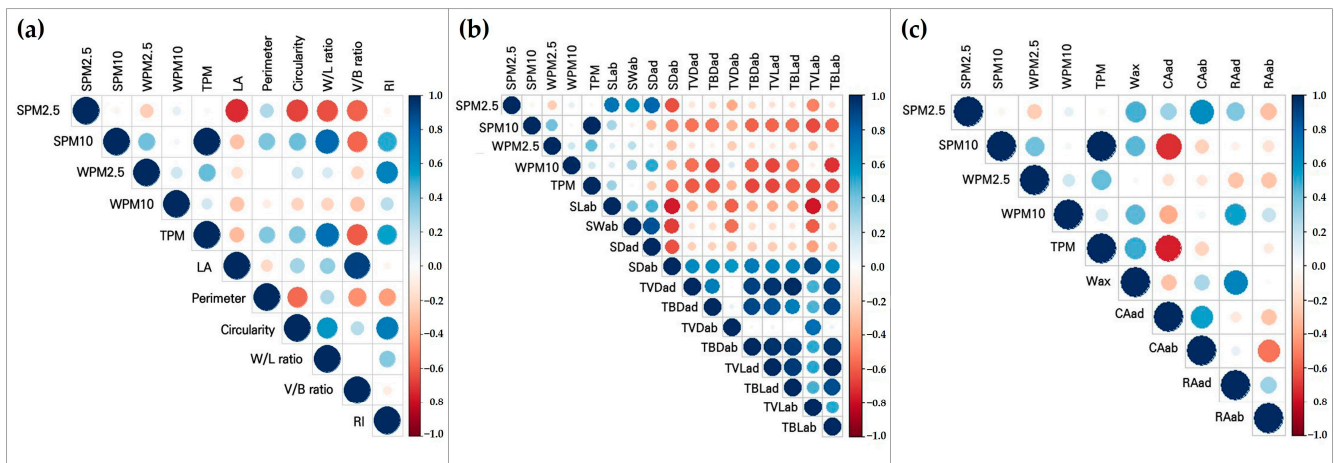 (a)
SPM2.5
SPM10
WPM2.5
WPM10
TPM
LA
Perimeter
Circularity
W/L ratio
V/B ratio
RI
SPM2.5
SPM10
WPM2.5
WPM10
TPM
LA
Perimeter
Circularity
W/L ratio
V/B ratio
RI
1.0
0.8
0.6
0.4
0.2
0.0
−0.2
−0.4
−0.6
−0.8
−1.0
(b)
SPM2.5
SPM10
WPM2.5
WPM10
TPM
SLab
SWab
SDad
SDab
TVDad
TBDad
TVDab
TBDab
TVLad
TBLad
TVLab
TBLab
SPM2.5
SPM10
WPM2.5
WPM10
TPM
SLab
SWab
SDad
SDab
TVDad
TBDad
TVDab
TBDab
TVLad
TBLad
TVLab
TBLab
1.0
0.8
0.6
0.4
0.2
0.0
−0.2
−0.4
−0.6
−0.8
−1.0
(c)
SPM2.5
SPM10
WPM2.5
WPM10
TPM
Wax
CAad
CAab
RAad
RAab
SPM2.5
SPM10
WPM2.5
WPM10
TPM
Wax
CAad
CAab
RAad
RAab
1.0
0.8
0.6
0.4
0.2
0.0
−0.2
−0.4
−0.6
−0.8
−1.0